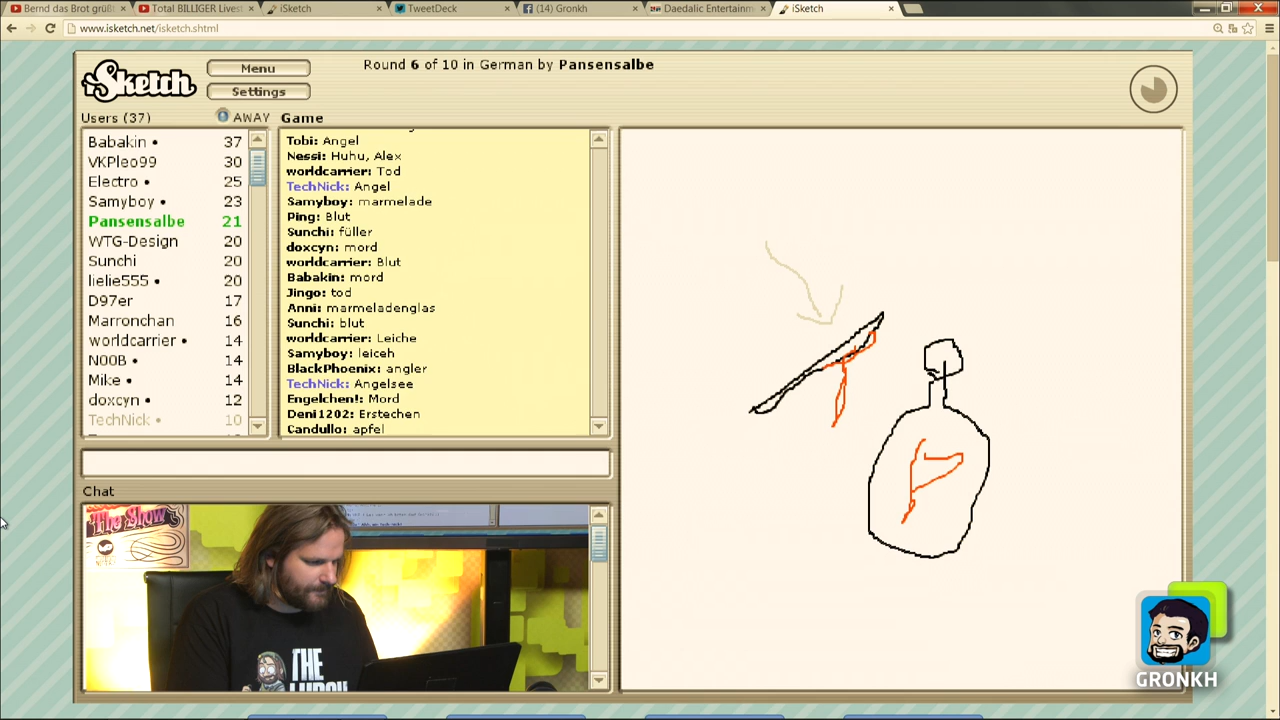 Bernd das Brot grüß
Total BILLIGER Livest
iSketch
TweetDeck
(14) Gronkh
Daedalic Entertainm
iSketch
www.isketch.net/isketch.shtml
iSketch
Menu
Settings
Round 6 of 10 in German by Pansensalbe
Users (37)
AWAY
Game
Babakin • 37
VKPleo99 30
Electro • 25
Samyboy • 23
Pansensalbe 21
WTG-Design 20
Sunchi 20
lielie555 • 20
D97er 17
Marronchan 16
worldcarrier • 14
N00B • 14
Mike • 14
doxcyn • 12
TechNick • 10
Tobi: Angel
Nessi: Huhu, Alex
worldcarrier: Tod
TechNick: Angel
Samyboy: marmelade
Ping: Blut
Sunchi: füller
doxcyn: mord
worldcarrier: Blut
Babakin: mord
Jingo: tod
Anni: marmeladenglas
Sunchi: blut
worldcarrier: Leiche
Samyboy: leiceh
BlackPhoenix: angler
TechNick: Angelsee
Engelchen!: Mord
Deni1202: Erstechen
Candullo: apfel
Chat
The Show
THE
P
GRONKH